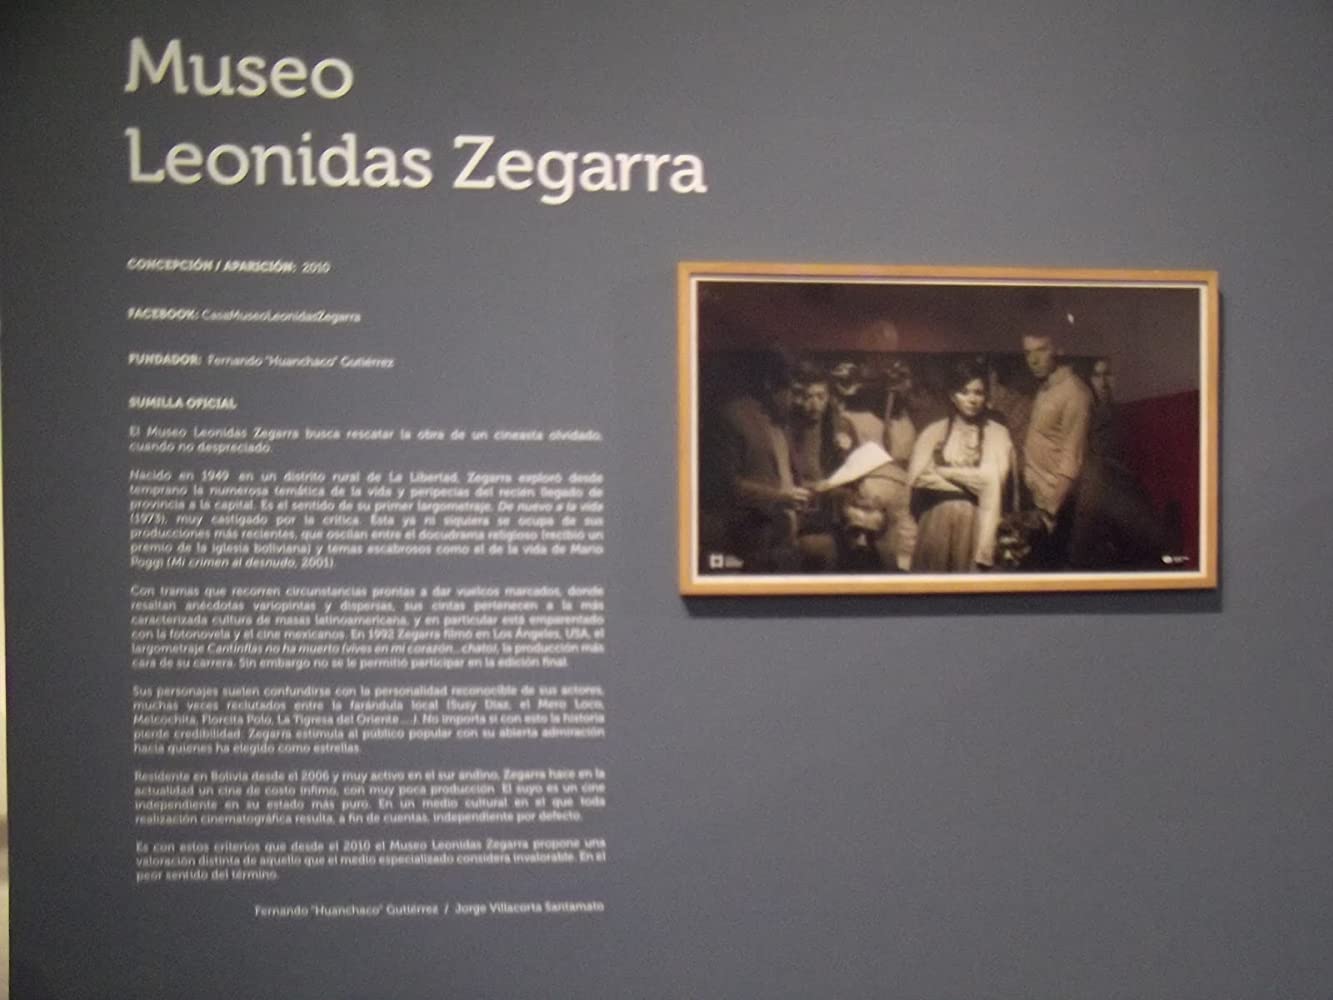 Museo
Leonidas Zegarra
CONCEPCIÓN / APARICIÓN: 2010
FACEBOOK: CasaMuseoLeonidasZegarra
FUNDADOR: Fernando "Huanchaco" Gutiérrez
SUMILLA OFICIAL
El Museo Leonidas Zegarra busca rescatar la obra de un cineasta olvidado,
cuando no despreciado.
Nacido en 1949 en un distrito rural de La Libertad, Zegarra exploró desde
temprano la numerosa temática de la vida y peripecias del recién llegado de
provincia a la capital. Es el sentido de su primer largometraje, De nuevo a la vida
(1973), muy castigado por la crítica. Esta ya ni siquiera se ocupa de sus
producciones más recientes, que oscilan entre el docudrama religioso (recibió un
premio de la iglesia boliviana) y temas escabrosos como el de la vida de Mario
Poggi (Mi crimen al desnudo, 2001).
Con tramas que recorren circunstancias prontas a dar vuelcos marcados, donde
resaltan anécdotas variopintas y dispersas, sus cintas pertenecen a la más
caracterizada cultura de masas latinoamericana, y en particular está emparentado
con la fotonovela y el cine mexicanos. En 1992 Zegarra filmó en Los Ángeles, USA, el
largometraje Cantinflas no ha muerto (vives en mi corazón...chato), la producción más
cara de su carrera. Sin embargo no se le permitió participar en la edición final.
Sus personajes suelen confundirse con la personalidad reconocible de sus actores,
muchas veces reclutados entre la farándula local (Susy Díaz, el Mero Loco,
Melcochita, Florcita Polo, La Tigresa del Oriente ...). No importa si con esto la historia
pierde credibilidad. Zegarra estimula al público popular con su abierta admiración
hacia quienes ha elegido como estrellas.
Residente en Bolivia desde el 2006 y muy activo en el sur andino, Zegarra hace en la
actualidad un cine de costo ínfimo, con muy poca producción. El suyo es un cine
independiente en su estado más puro. En un medio cultural en el que toda
realización cinematográfica resulta, a fin de cuentas, independiente por defecto.
Es con estos criterios que desde el 2010 el Museo Leonidas Zegarra propone una
valoración distinta de aquello que el medio especializado considera invalorable. En el
peor sentido del término.
Fernando "Huanchaco" Gutiérrez / Jorge Villacorta Santamato